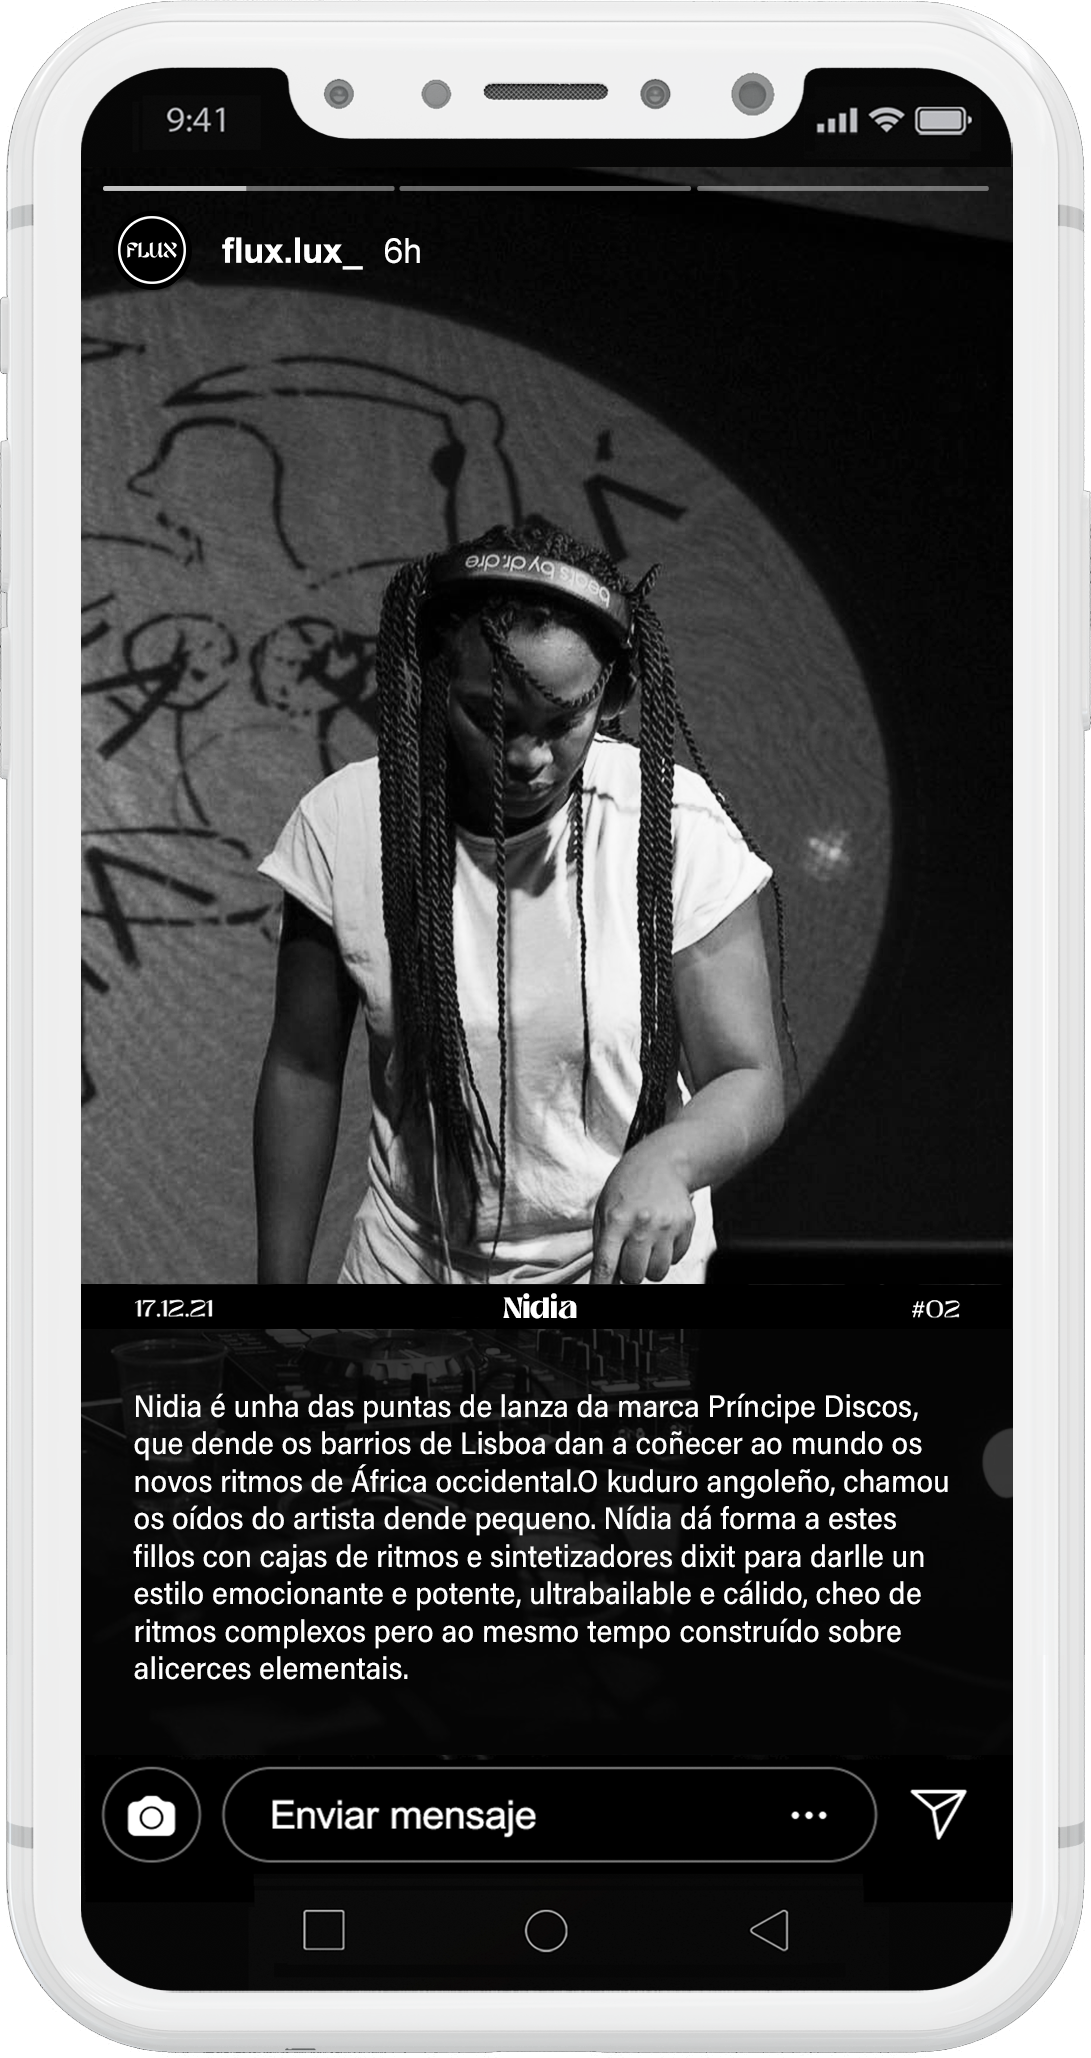 9:41
FLUX
flux.lux_ 6h
beats by dr.dre
17.12.21 Nidia #02
Nidia é unha das puntas de lanza da marca Príncipe Discos,
que dende os barrios de Lisboa dan a coñecer ao mundo os
novos ritmos de África occidental.O kuduro angoleño, chamou
os oídos do artista dende pequeno. Nídia dá forma a estes
fillos con cajas de ritmos e sintetizadores dixit para darlle un
estilo emocionante e potente, ultrabailable e cálido, cheo de
ritmos complexos pero ao mesmo tempo construído sobre
alicerces elementais.
Enviar mensaje